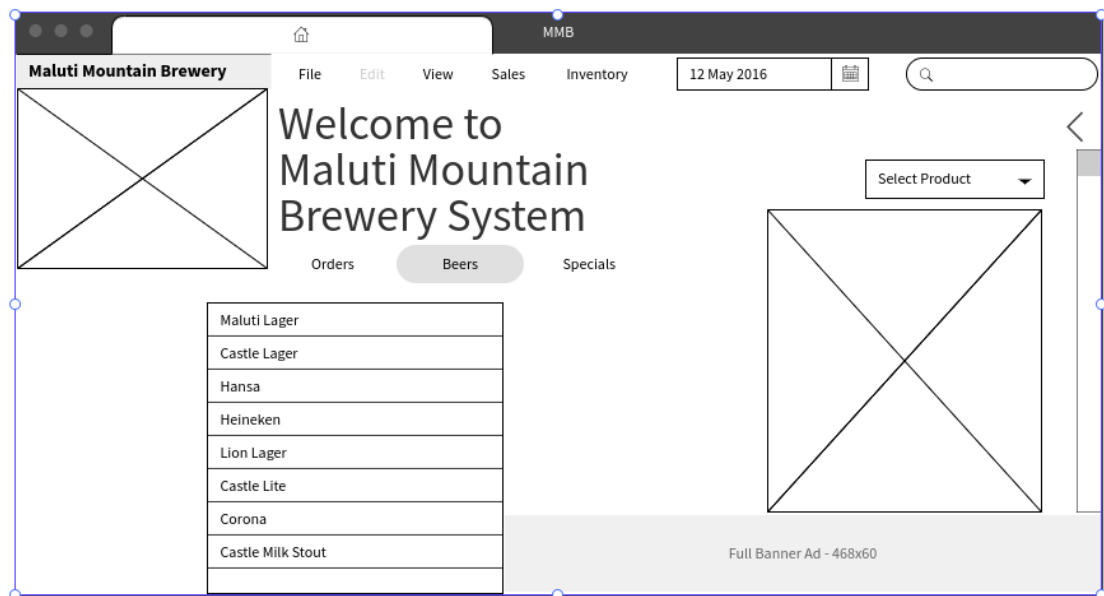 MMB
Maluti Mountain Brewery
File Edit View Sales Inventory 12 May 2016
Welcome to
Maluti Mountain
Brewery System
Select Product
Orders Beers Specials
Maluti Lager
Castle Lager
Hansa
Heineken
Lion Lager
Castle Lite
Corona
Castle Milk Stout
Full Banner Ad - 468x60